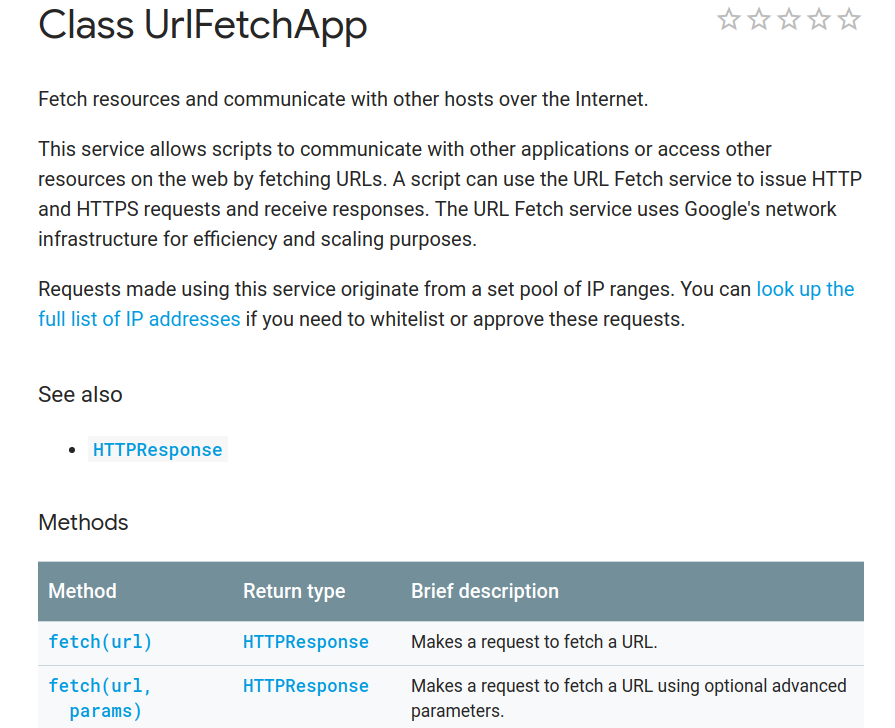 Class UrlFetchApp
Fetch resources and communicate with other hosts over the Internet.
This service allows scripts to communicate with other applications or access other
resources on the web by fetching URLs. A script can use the URL Fetch service to issue HTTP
and HTTPS requests and receive responses. The URL Fetch service uses Google's network
infrastructure for efficiency and scaling purposes.
Requests made using this service originate from a set pool of IP ranges. You can look up the
full list of IP addresses if you need to whitelist or approve these requests.
See also
• HTTPResponse
Methods
Method Return type Brief description
fetch(url) HTTPResponse Makes a request to fetch a URL.
fetch(url, HTTPResponse Makes a request to fetch a URL using optional advanced
params) parameters.